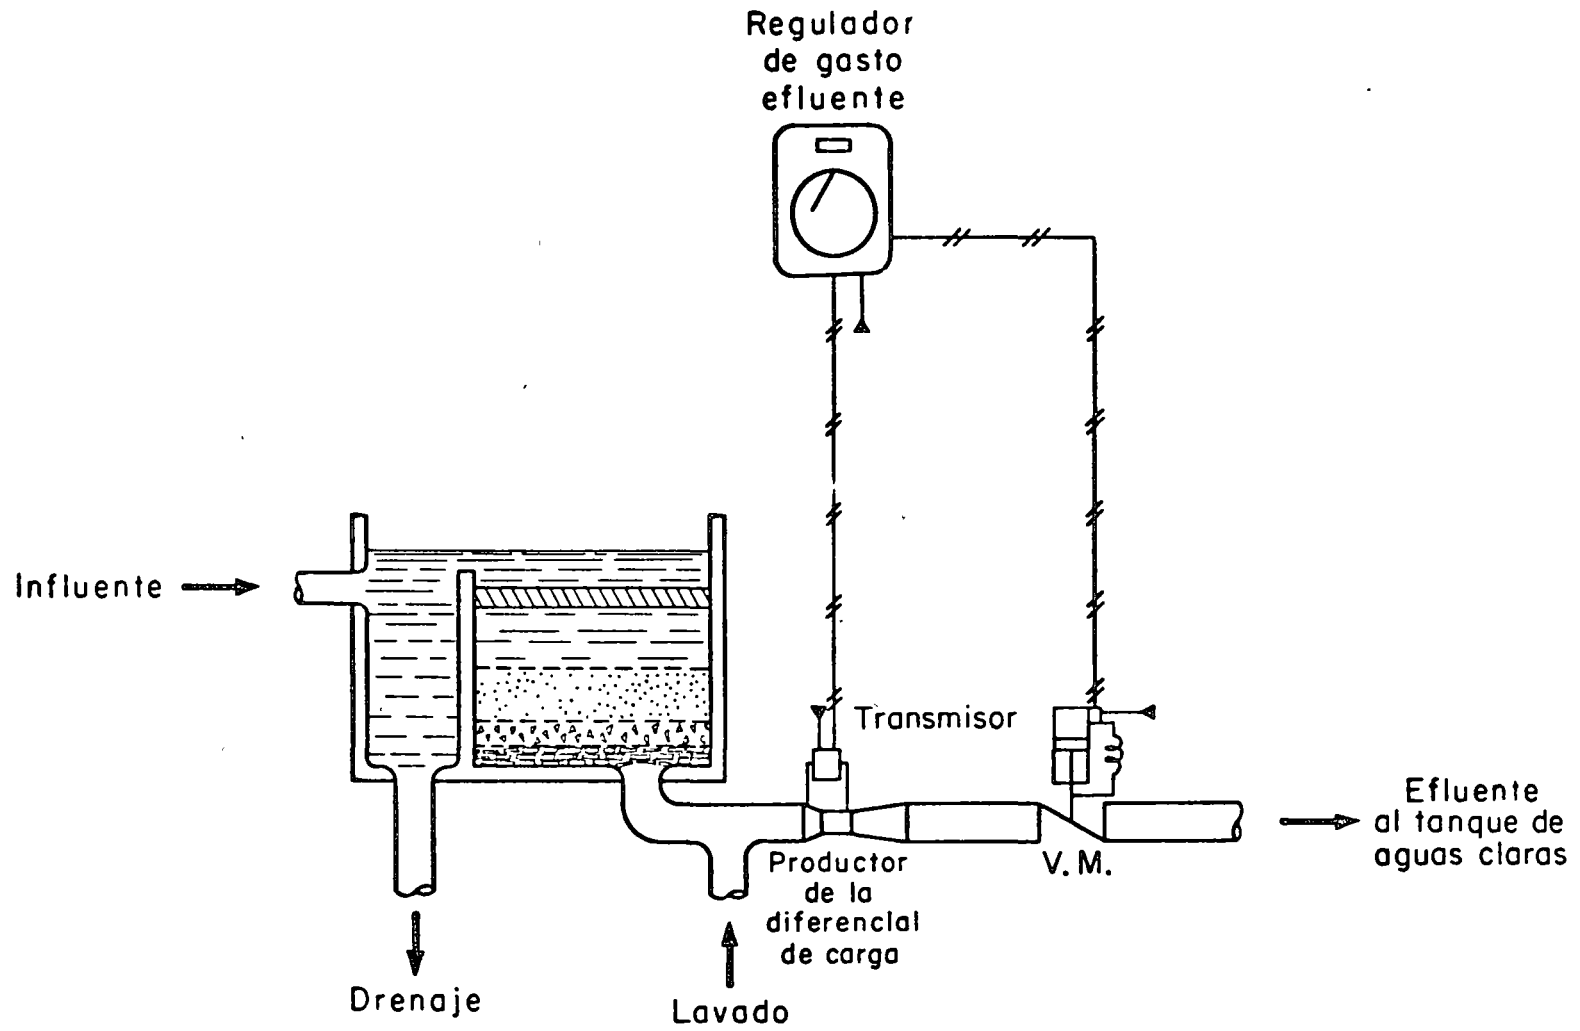 Regulador
de gasto
efluente
Influente
Transmisor
Efluente
al tanque de
aguas claras
V. M.
Productor
de la
diferencial
de carga
Drenaje
Lavado